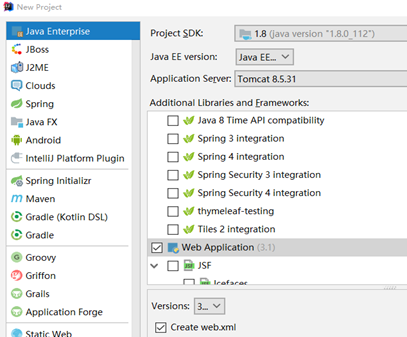 New Project
Java Enterprise
JBoss
J2ME
Clouds
Spring
Java FX
Android
IntelliJ Platform Plugin
Spring Initializr
Maven
Gradle (Kotlin DSL)
Gradle
Groovy
Griffon
Grails
Application Forge
Static Web
Project SDK: 1.8 (java version "1.8.0_112")
Java EE version: Java EE...
Application Server: Tomcat 8.5.31
Additional Libraries and Frameworks:
Java 8 Time API compatibility
Spring 3 integration
Spring 4 integration
Spring Security 3 integration
Spring Security 4 integration
thymeleaf-testing
Tiles 2 integration
Web Application (3.1)
JSF
Icefaces
Versions: 3...
Create web.xml